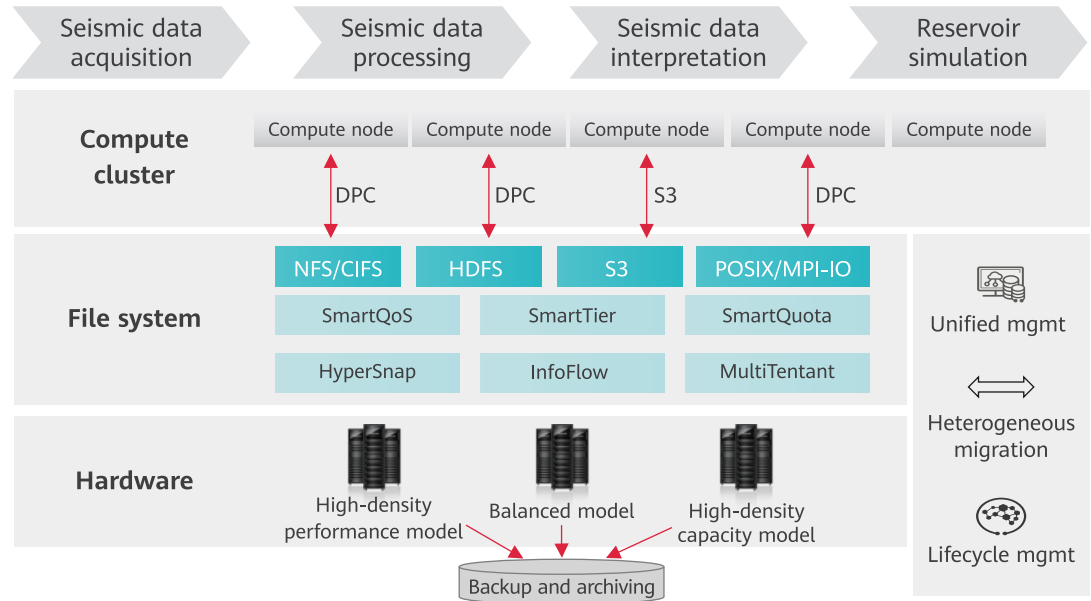 Seismic data
acquisition
Seismic data
processing
Seismic data
interpretation
Reservoir
simulation
Compute
cluster
Compute node
Compute node
Compute node
Compute node
Compute node
DPC
DPC
S3
DPC
File system
NFS/CIFS
HDFS
S3
POSIX/MPI-IO
SmartQoS
SmartTier
SmartQuota
HyperSnap
InfoFlow
MultiTentant
Unified mgmt
Heterogeneous
migration
Lifecycle mgmt
Hardware
High-density
performance model
Balanced model
High-density
capacity model
Backup and archiving